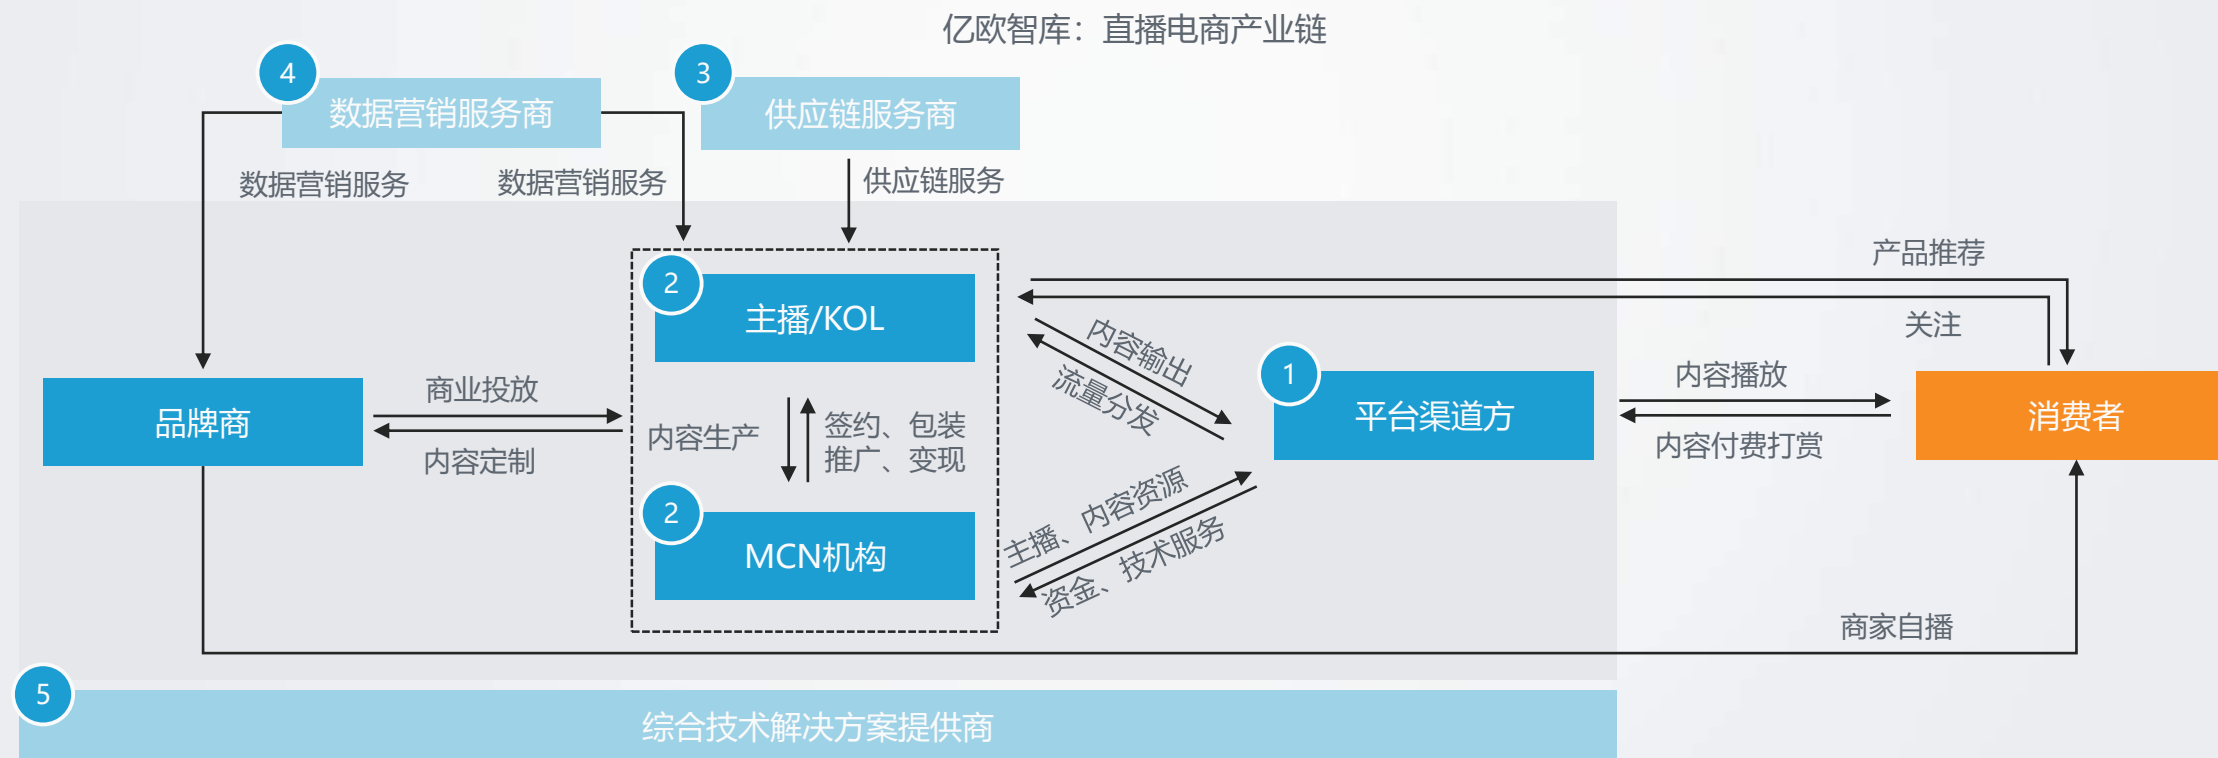 亿欧智库：直播电商产业链
4
数据营销服务商
3
供应链服务商
数据营销服务
数据营销服务
供应链服务
产品推荐
关注
2
主播/KOL
内容输出
流量分发
1
平台渠道方
内容播放
内容付费打赏
消费者
品牌商
商业投放
内容定制
内容生产
签约、包装
推广、变现
2
MCN机构
主播、内容资源
资金、技术服务
商家自播
5
综合技术解决方案提供商